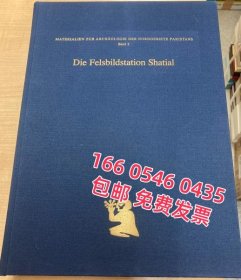 MATERIALIEN ZUR ARCHÄOLOGIE DER NORDGEBIETE PAKISTANS
Band 2
Die Felsbildstation Shatial
166 0546 0435
包邮 免费发票